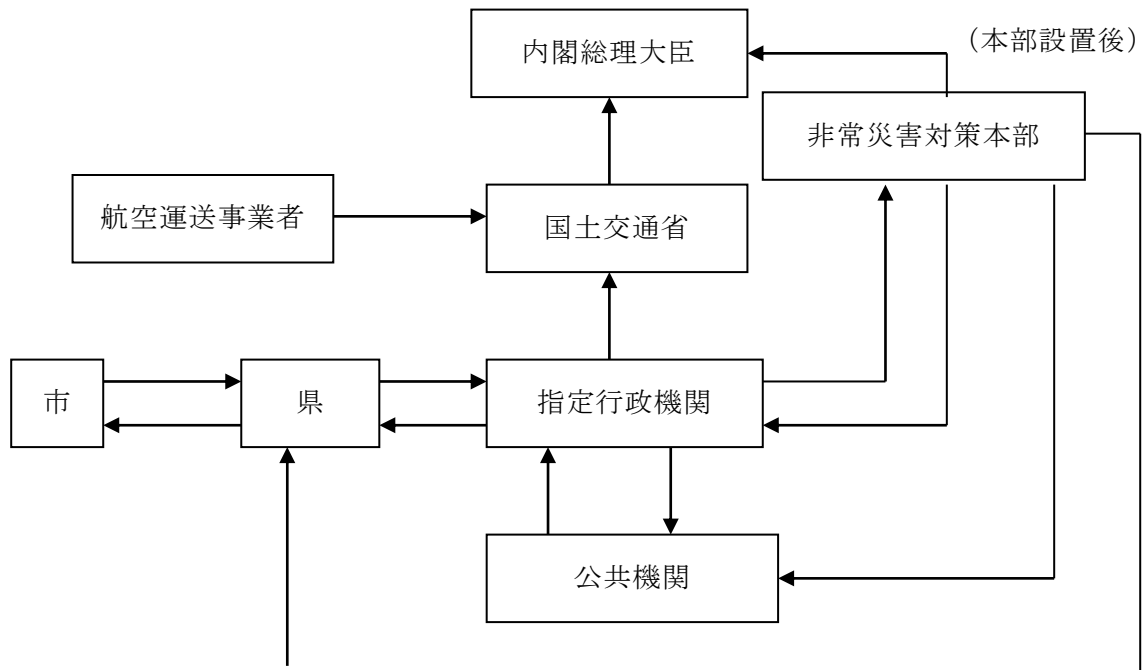 内閣総理大臣
(本部設置後)
非常災害対策本部
航空運送事業者
国土交通省
市
県
指定行政機関
公共機関